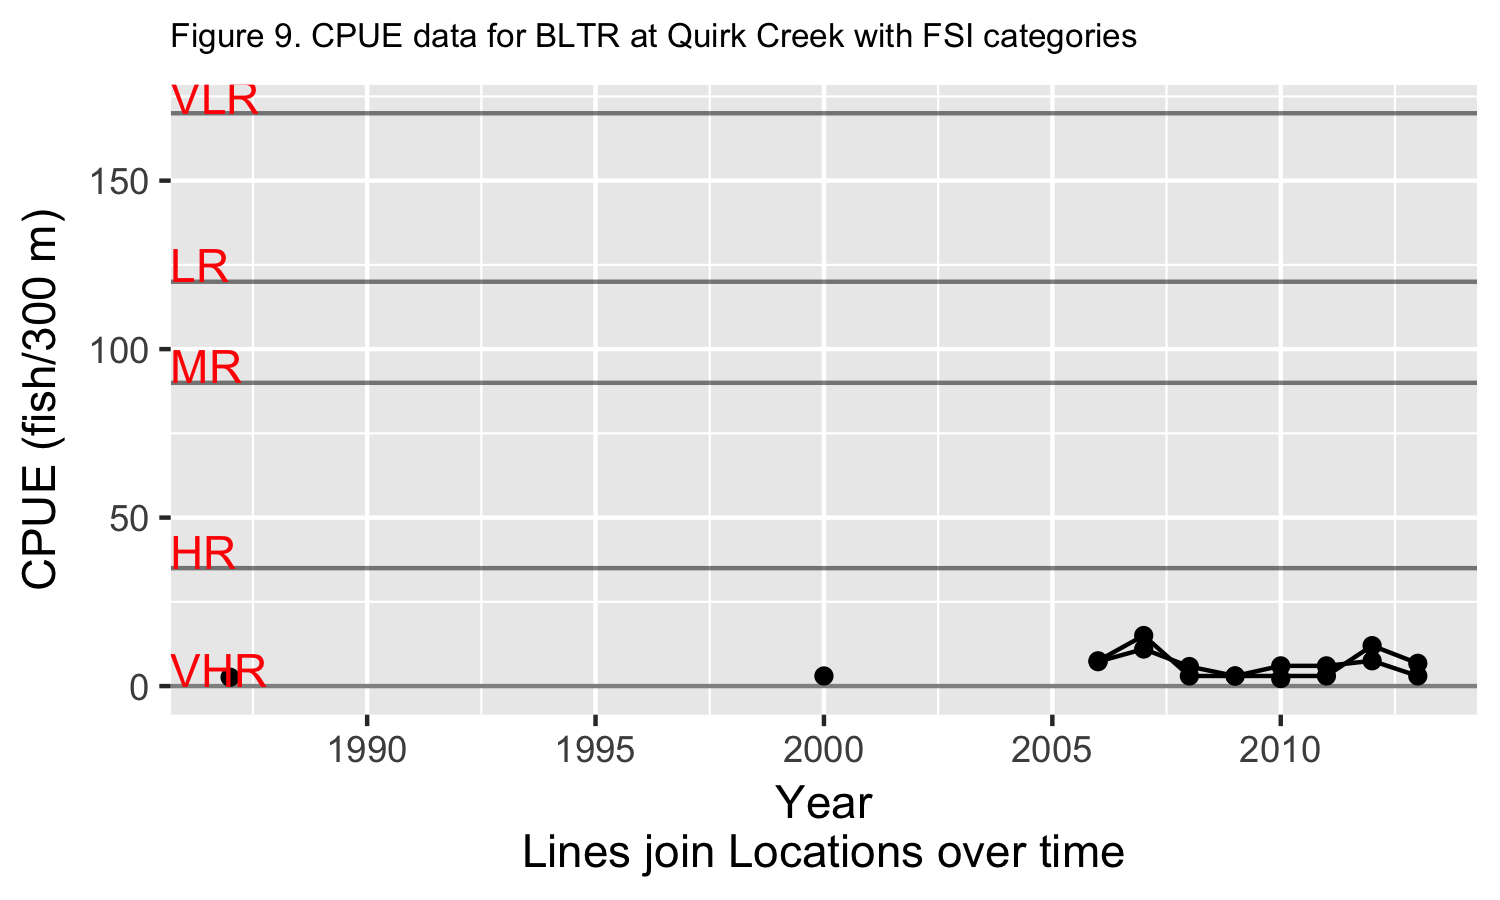 Figure 9. CPUE data for BLTR at Quirk Creek with FSI categories
VLR
150
LR
100
MR
50
HR
VHR
0
CPUE (fish/300 m)
1990 1995 2000 2005 2010
Year
Lines join Locations over time